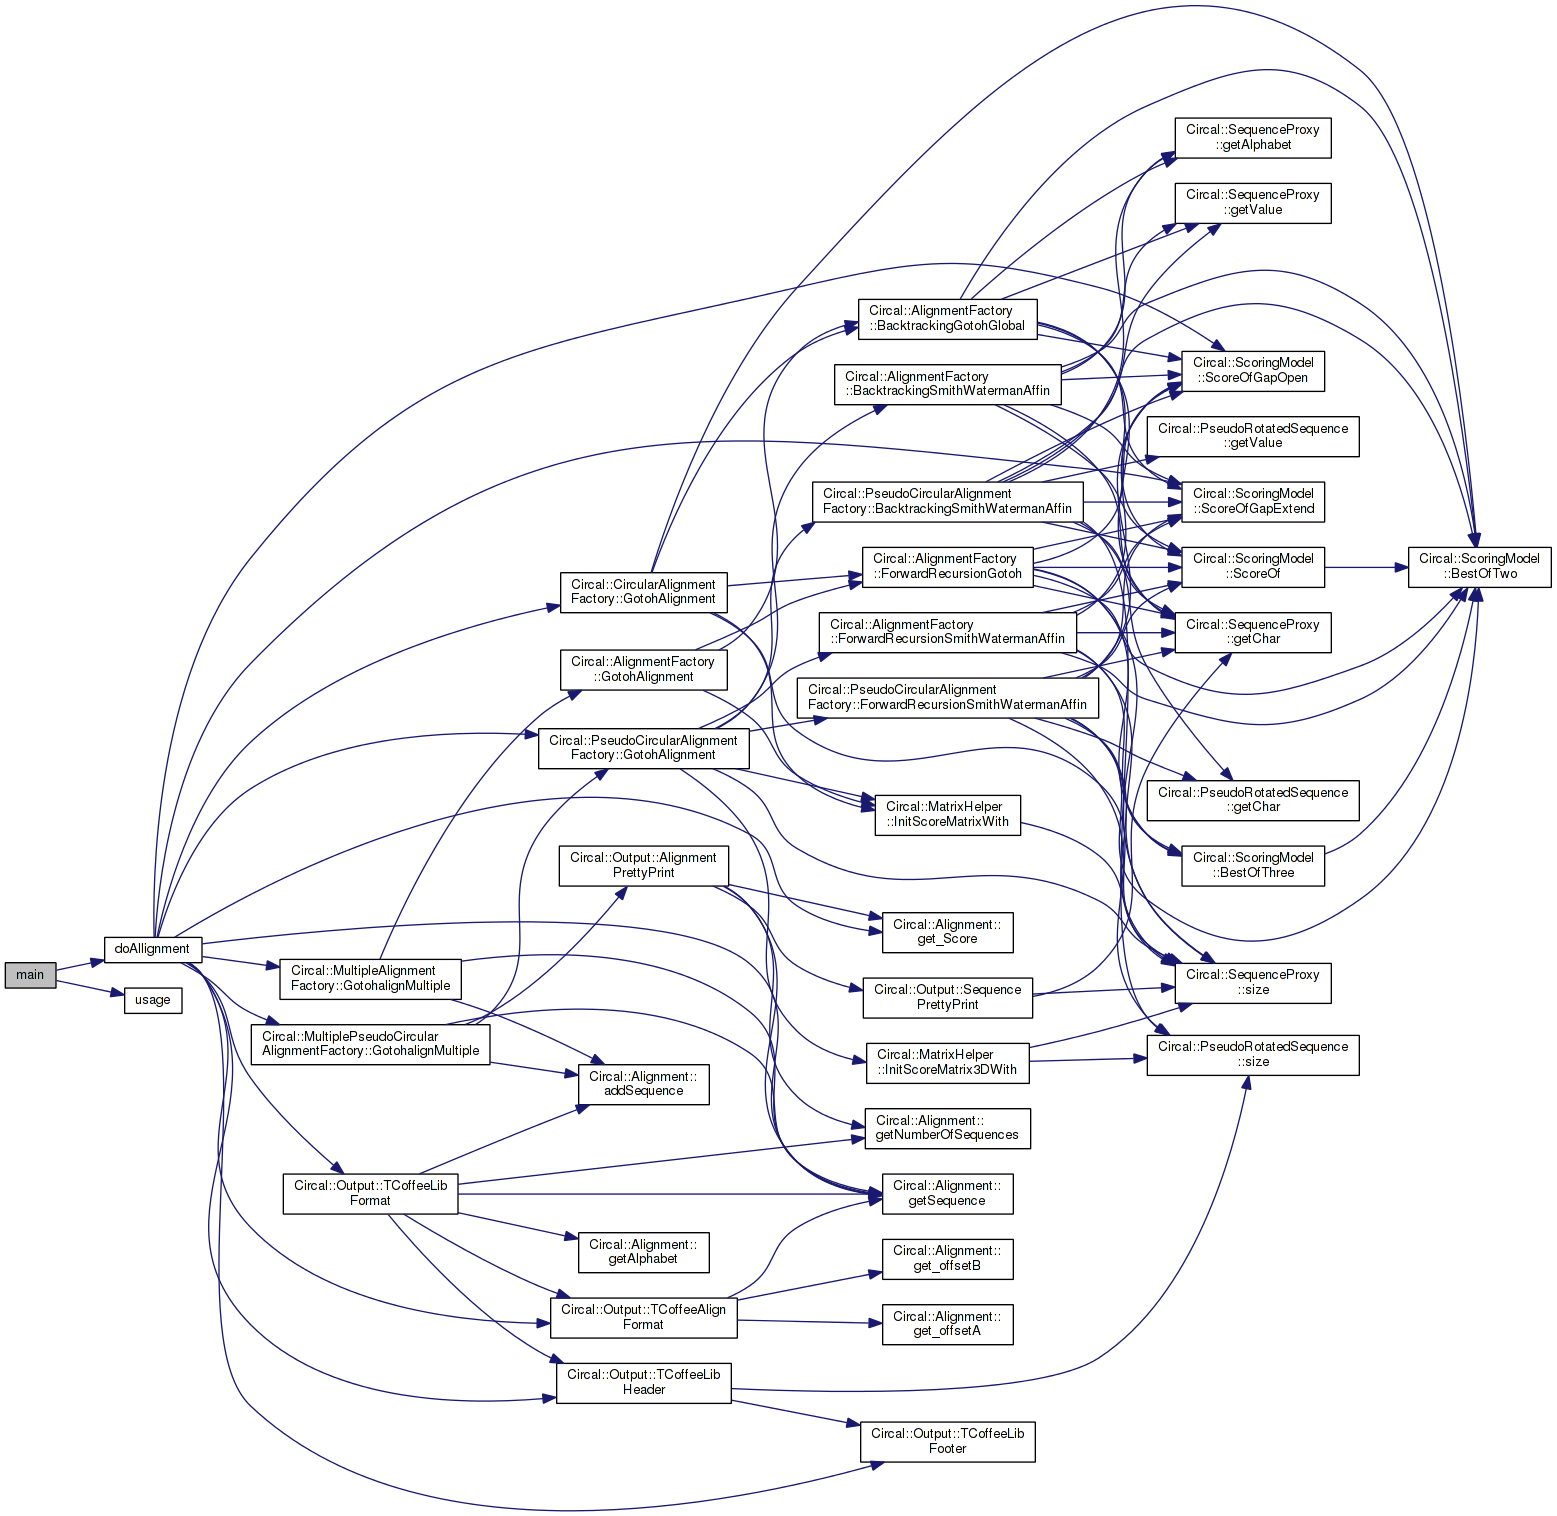 main
doAllignment
usage
Circal::MultipleAlignment
Factory::GotohalignMultiple
Circal::MultiplePseudoCircular
AlignmentFactory::GotohalignMultiple
Circal::Output::TCoffeeLib
Format
Circal::CircularAlignment
Factory::GotohAlignment
Circal::AlignmentFactory
::GotohAlignment
Circal::PseudoCircularAlignment
Factory::GotohAlignment
Circal::Output::Alignment
PrettyPrint
Circal::Alignment::
addSequence
Circal::Alignment::
getAlphabet
Circal::Output::TCoffeeAlign
Format
Circal::Output::TCoffeeLib
Header
Circal::AlignmentFactory
::BacktrackingGotohGlobal
Circal::AlignmentFactory
::BacktrackingSmithWatermanAffin
Circal::PseudoCircularAlignment
Factory::BacktrackingSmithWatermanAffin
Circal::AlignmentFactory
::ForwardRecursionGotoh
Circal::AlignmentFactory
::ForwardRecursionSmithWatermanAffin
Circal::PseudoCircularAlignment
Factory::ForwardRecursionSmithWatermanAffin
Circal::MatrixHelper
::InitScoreMatrixWith
Circal::Alignment::
get_Score
Circal::Output::Sequence
PrettyPrint
Circal::MatrixHelper
::InitScoreMatrix3DWith
Circal::Alignment::
getNumberOfSequences
Circal::Alignment::
getSequence
Circal::Alignment::
get_offsetB
Circal::Alignment::
get_offsetA
Circal::Output::TCoffeeLib
Footer
Circal::SequenceProxy
::getAlphabet
Circal::SequenceProxy
::getValue
Circal::ScoringModel
::ScoreOfGapOpen
Circal::PseudoRotatedSequence
::getValue
Circal::ScoringModel
::ScoreOfGapExtend
Circal::ScoringModel
::ScoreOf
Circal::SequenceProxy
::getChar
Circal::PseudoRotatedSequence
::getChar
Circal::ScoringModel
::BestOfThree
Circal::SequenceProxy
::size
Circal::PseudoRotatedSequence
::size
Circal::ScoringModel
::BestOfTwo